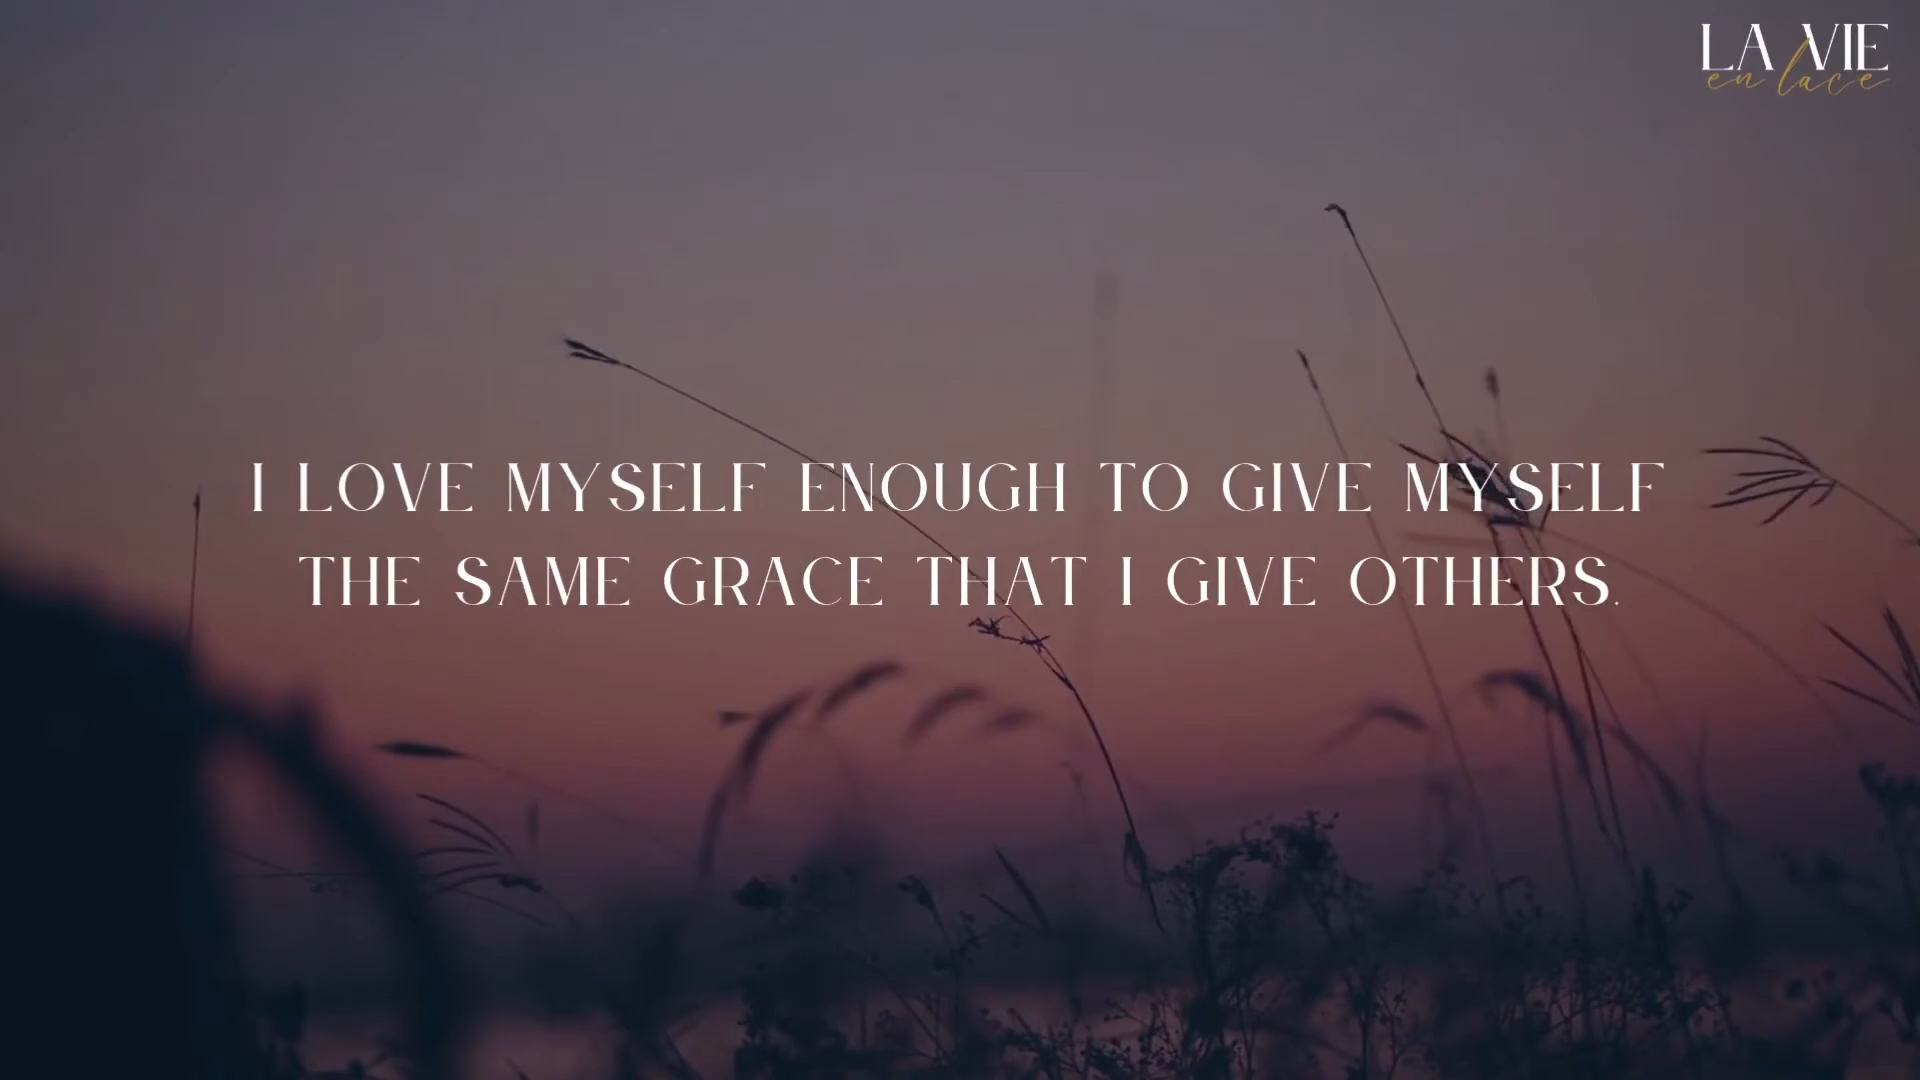 LA VIE
en lace
I LOVE MYSELF ENOUGH TO GIVE MYSELF
THE SAME GRACE THAT I GIVE OTHERS.